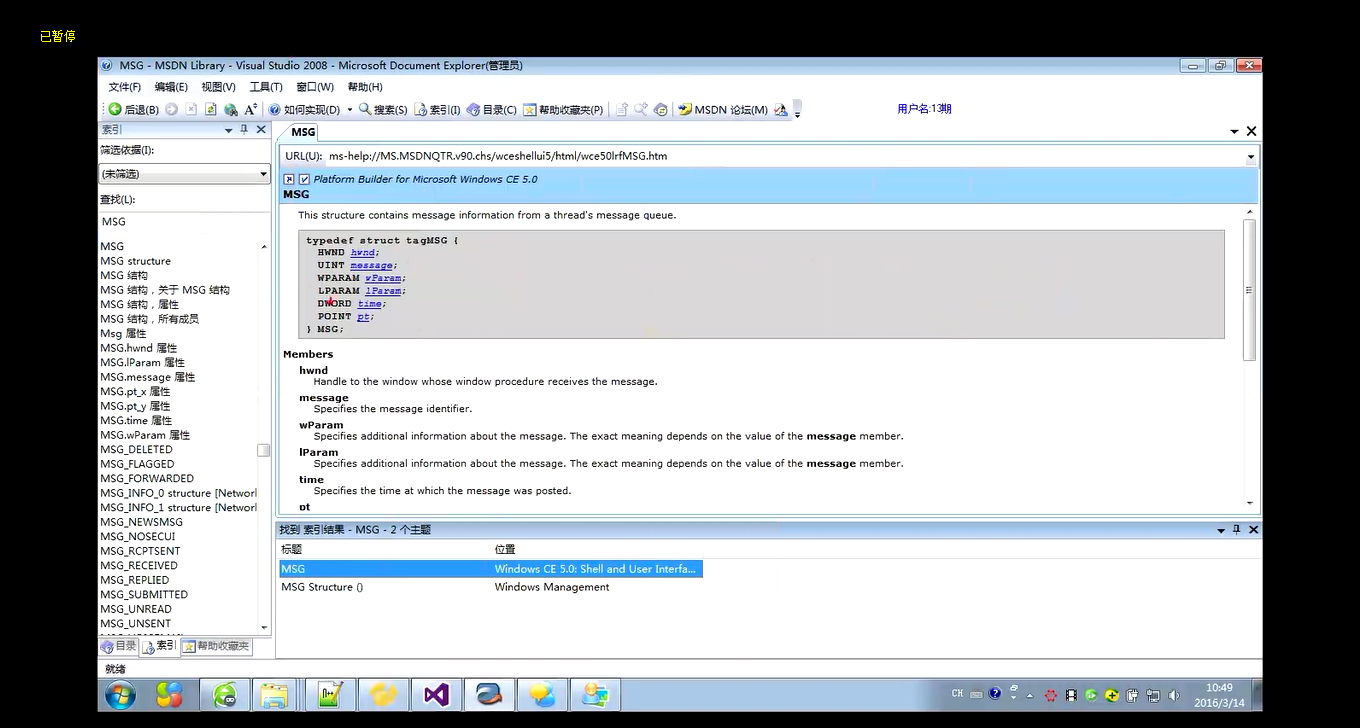 已暂停
MSG - MSDN Library - Visual Studio 2008 - Microsoft Document Explorer(管理员)
文件(F) 编辑(E) 视图(V) 工具(T) 窗口(W) 帮助(H)
后退(B) 如何实现(D) 搜索(S) 索引(I) 目录(C) 帮助收藏夹(P) MSDN 论坛(M) 用户名:13期
索引
筛选依据(I):
(未筛选)
查找(L):
MSG
MSG
MSG structure
MSG 结构
MSG 结构，关于 MSG 结构
MSG 结构，属性
MSG 结构，所有成员
Msg 属性
MSG.hwnd 属性
MSG.lParam 属性
MSG.message 属性
MSG.pt_x 属性
MSG.pt_y 属性
MSG.time 属性
MSG.wParam 属性
MSG_DELETED
MSG_FLAGGED
MSG_FORWARDED
MSG_INFO_0 structure [Networl
MSG_INFO_1 structure [Networl
MSG_NEWSMSG
MSG_NOSECUI
MSG_RCPTSENT
MSG_RECEIVED
MSG_REPLIED
MSG_SUBMITTED
MSG_UNREAD
MSG_UNSENT
目录 索引 帮助收藏夹
MSG
URL(U): ms-help://MS.MSDNQTR.v90.chs/wceshellui5/html/wce50lrfMSG.htm
Platform Builder for Microsoft Windows CE 5.0
MSG
This structure contains message information from a thread's message queue.
typedef struct tagMSG {
HWND hwnd;
UINT message;
WPARAM wParam;
LPARAM lParam;
DWORD time;
POINT pt;
} MSG;
Members
hwnd
Handle to the window whose window procedure receives the message.
message
Specifies the message identifier.
wParam
Specifies additional information about the message. The exact meaning depends on the value of the message member.
lParam
Specifies additional information about the message. The exact meaning depends on the value of the message member.
time
Specifies the time at which the message was posted.
pt
找到 索引结果 - MSG - 2 个主题
标题 位置
MSG Windows CE 5.0: Shell and User Interfa...
MSG Structure () Windows Management
就绪
CH
10:49
2016/3/14